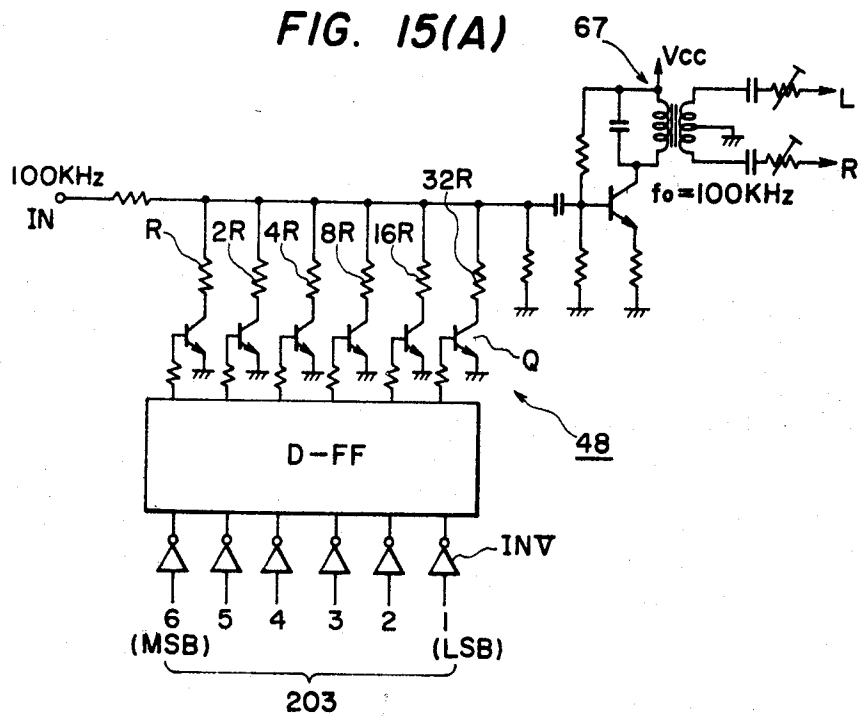 FIG. 15(A)
67
Vcc
L
R
fo=100KHz
100KHz
IN
R
2R
4R
8R
16R
32R
Q
48
D-FF
INV
6
5
4
3
2
1
(MSB)
(LSB)
203